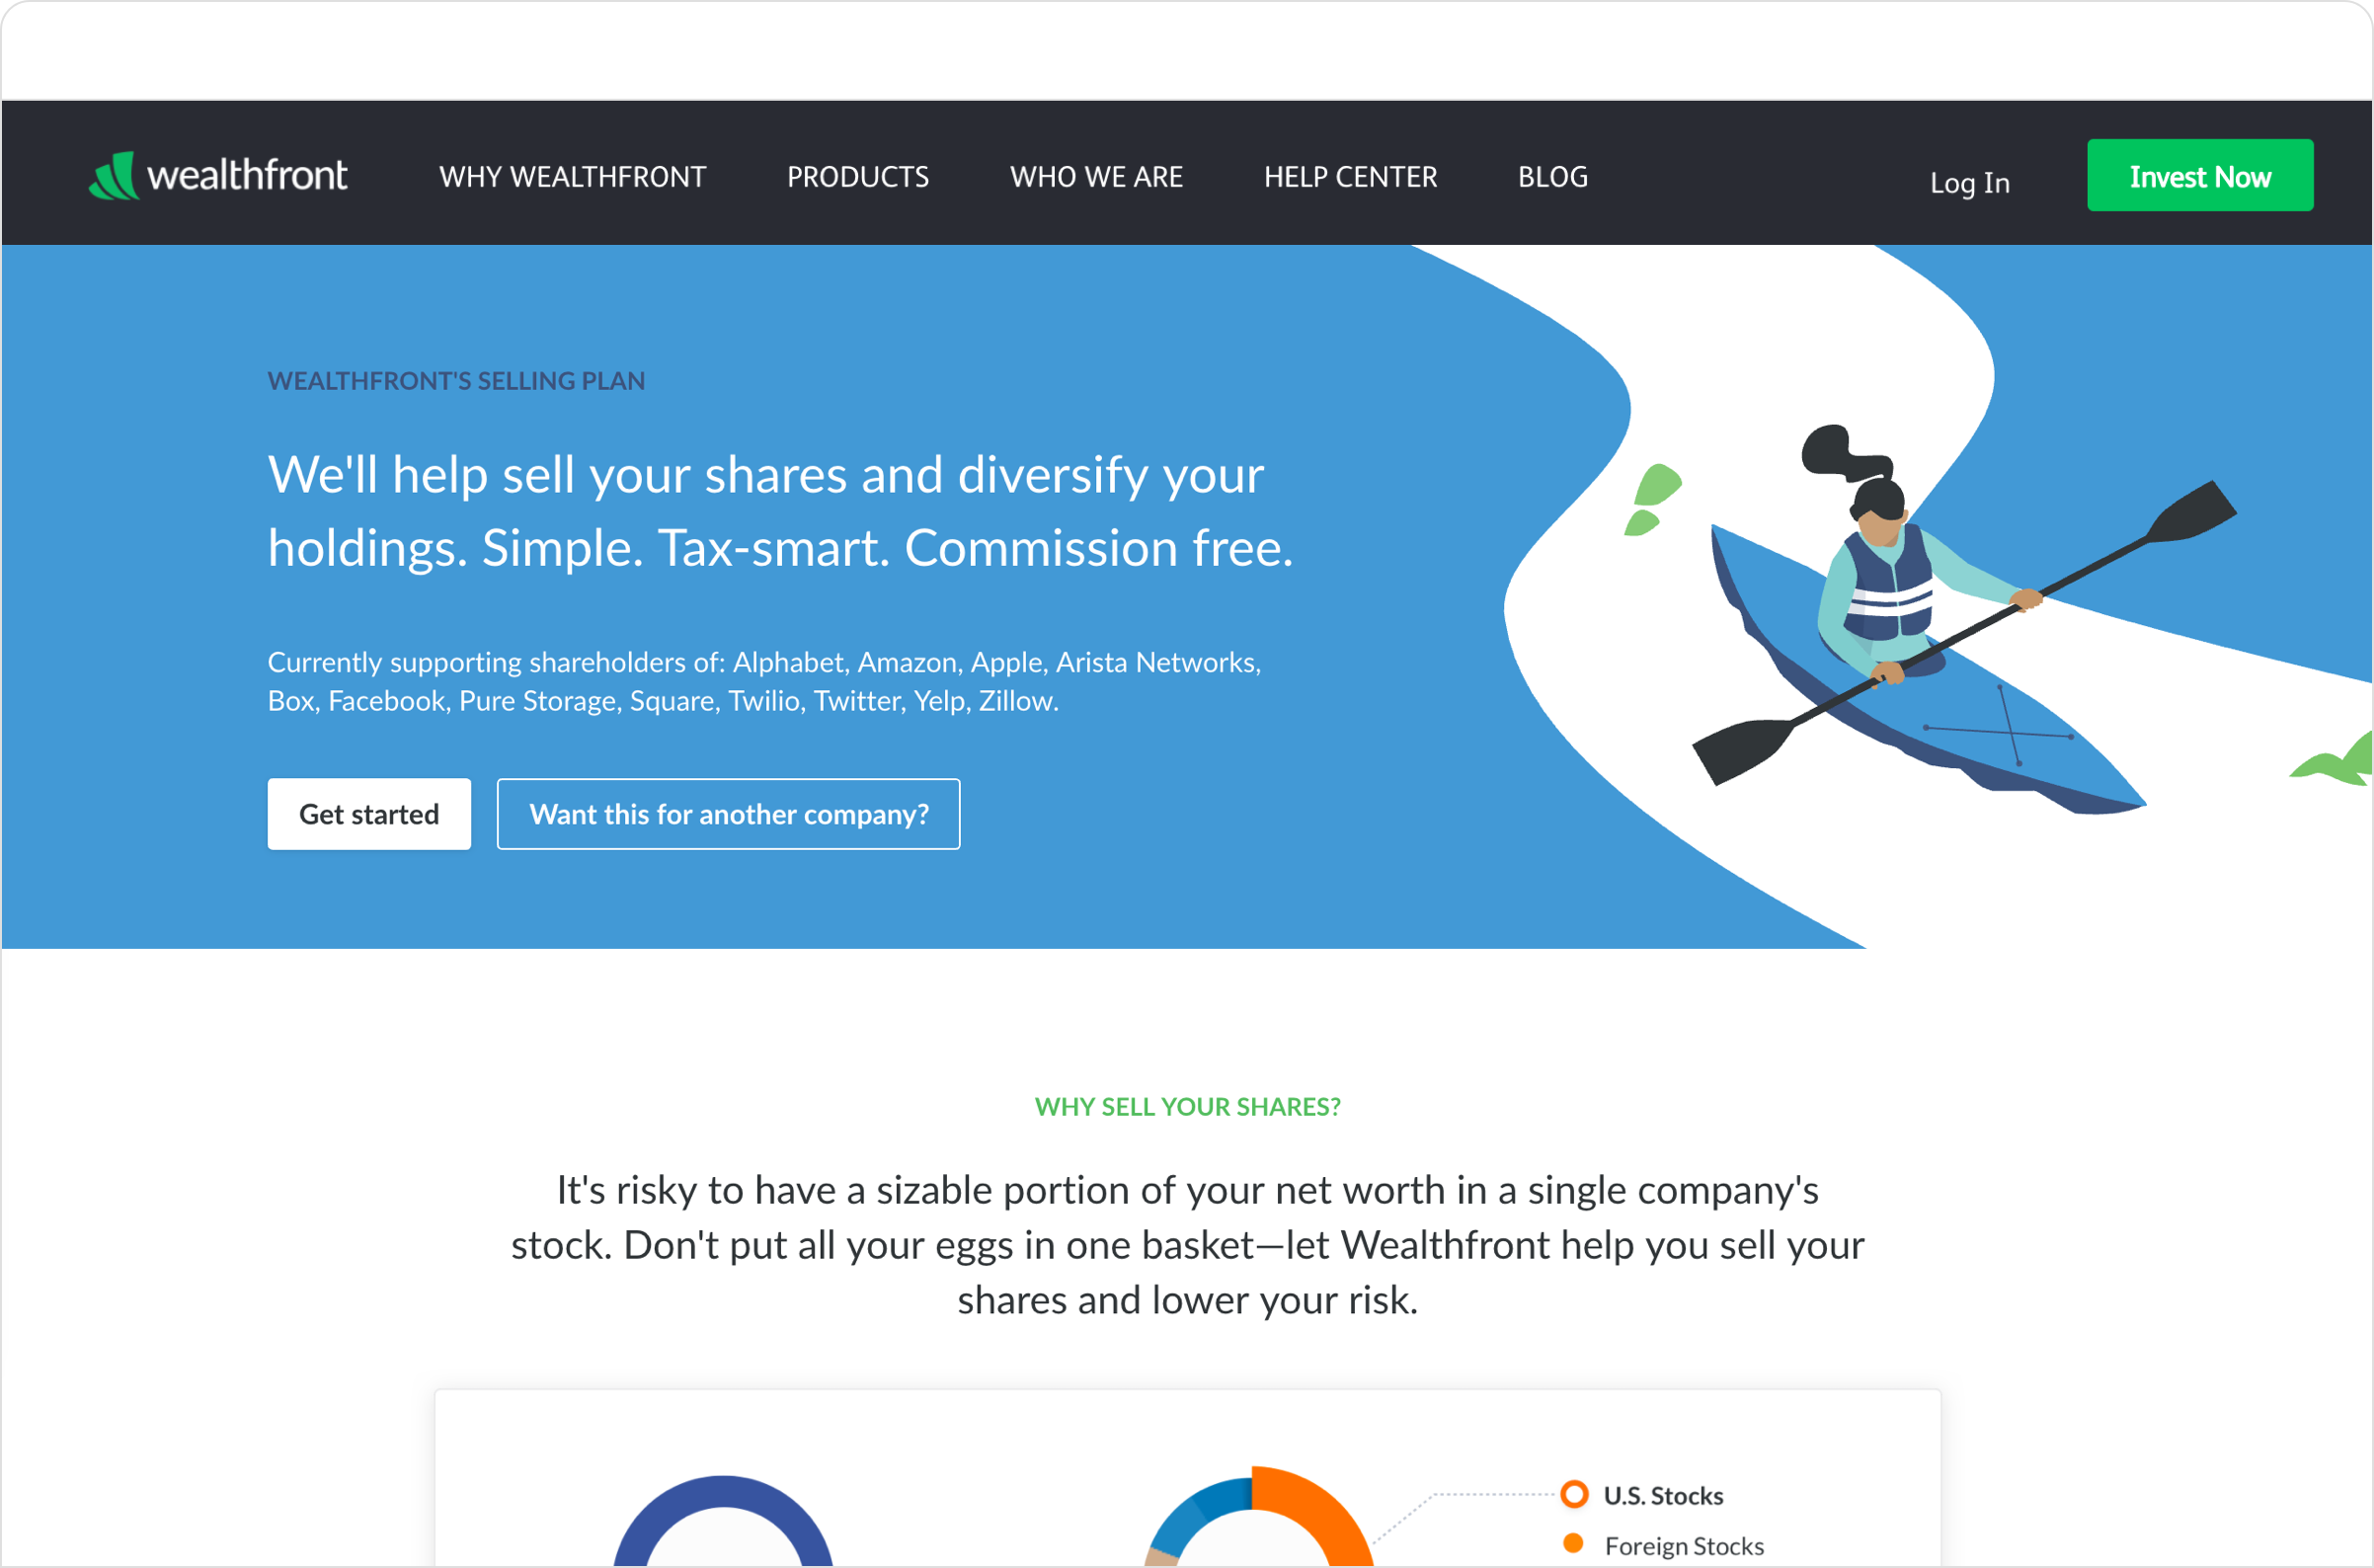 wealthfront
WHY WEALTHFRONT
PRODUCTS
WHO WE ARE
HELP CENTER
BLOG
Log In
Invest Now
WEALTHFRONT'S SELLING PLAN
We'll help sell your shares and diversify your
holdings. Simple. Tax-smart. Commission free.
Currently supporting shareholders of: Alphabet, Amazon, Apple, Arista Networks,
Box, Facebook, Pure Storage, Square, Twilio, Twitter, Yelp, Zillow.
Get started
Want this for another company?
WHY SELL YOUR SHARES?
It's risky to have a sizable portion of your net worth in a single company's
stock. Don't put all your eggs in one basket—let Wealthfront help you sell your
shares and lower your risk.
U.S. Stocks
Foreign Stocks